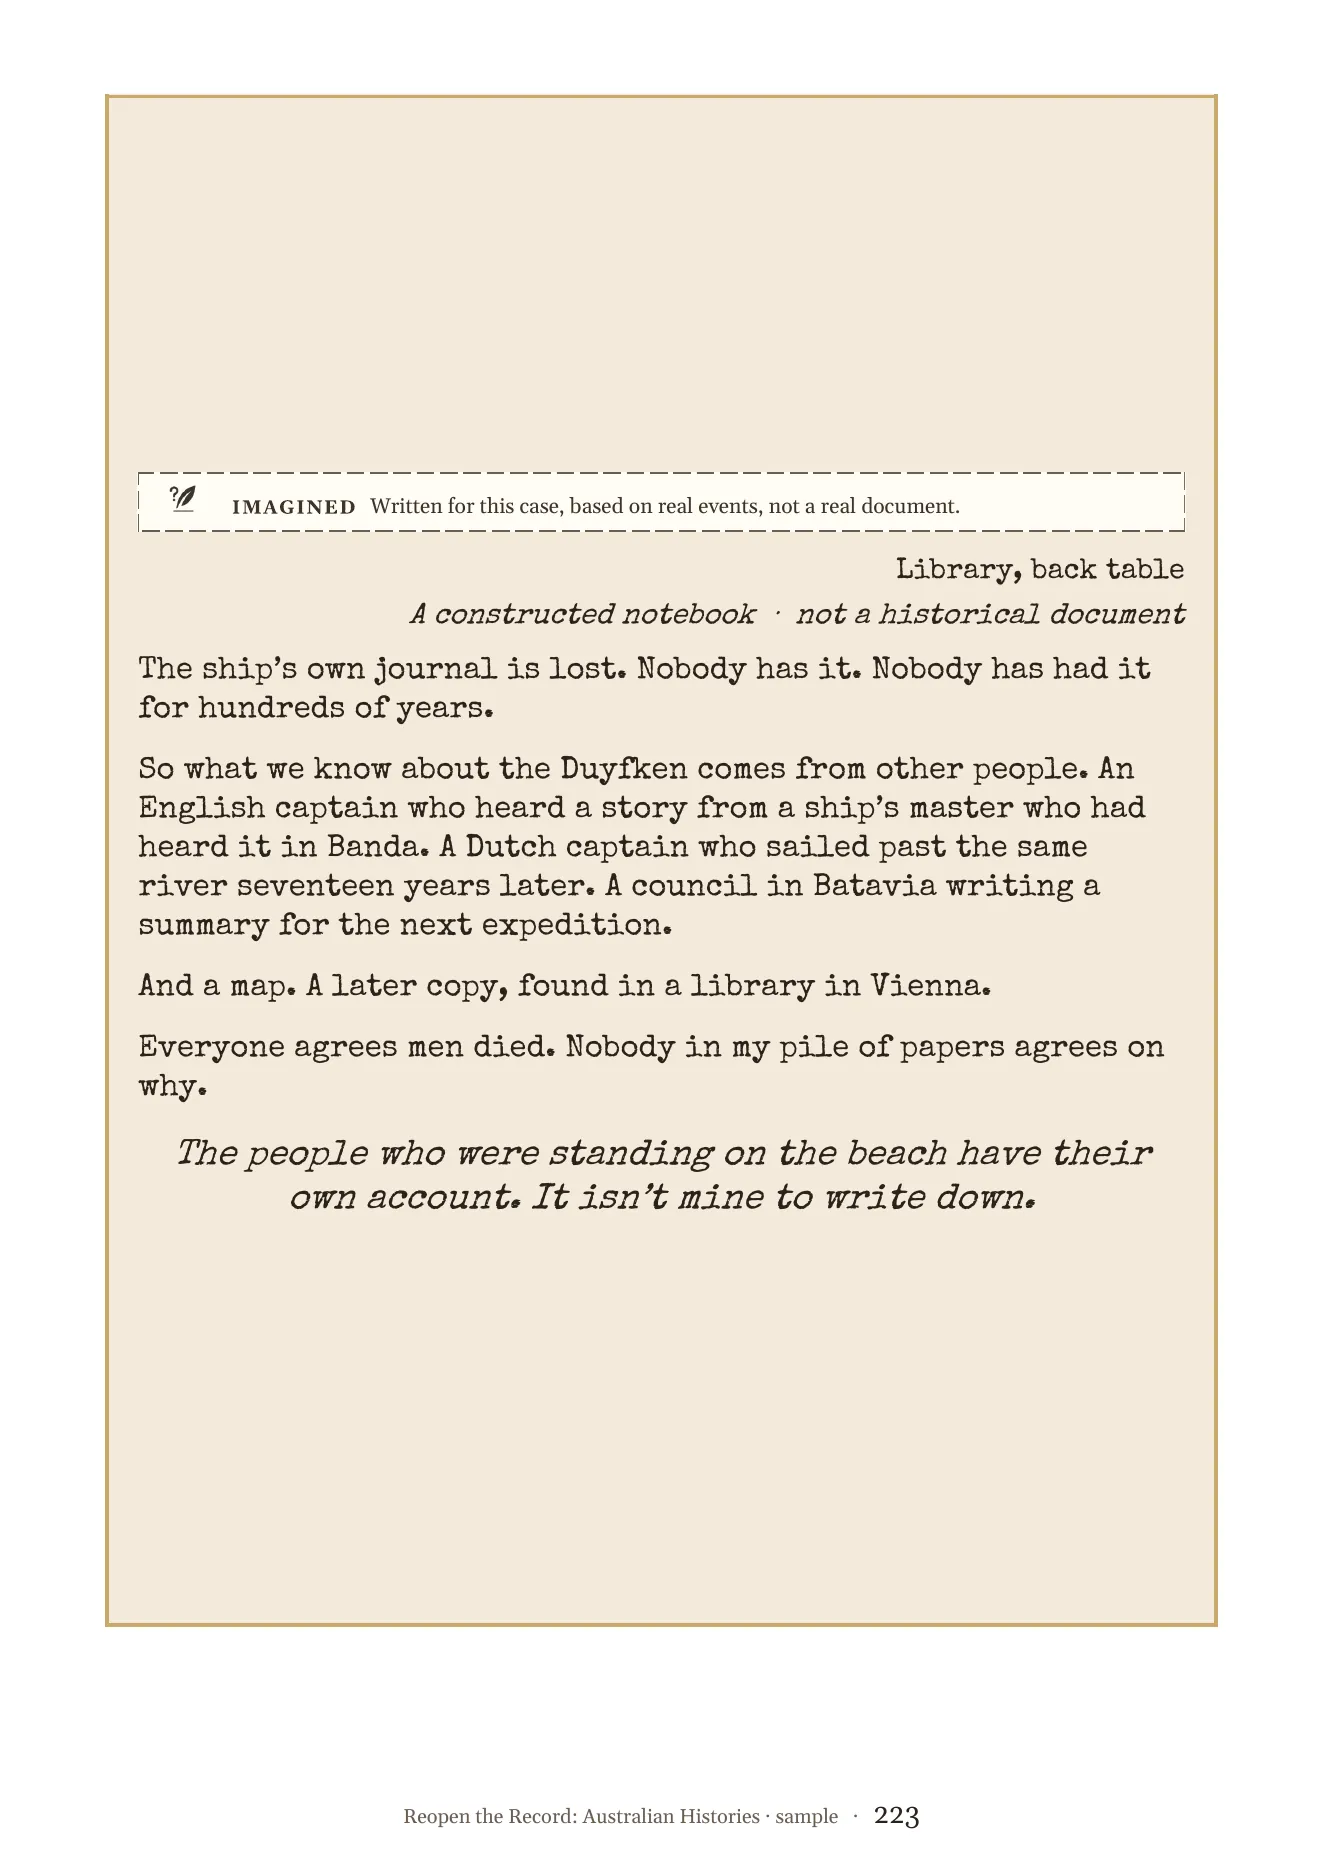 IMAGINED Written for this case, based on real events, not a real document.
Library, back table
A constructed notebook · not a historical document
The ship’s own journal is lost. Nobody has it. Nobody has had it
for hundreds of years.
So what we know about the Duyfken comes from other people. An
English captain who heard a story from a ship’s master who had
heard it in Banda. A Dutch captain who sailed past the same
river seventeen years later. A council in Batavia writing a
summary for the next expedition.
And a map. A later copy, found in a library in Vienna.
Everyone agrees men died. Nobody in my pile of papers agrees on
why.
The people who were standing on the beach have their
own account. It isn’t mine to write down.
Reopen the Record: Australian Histories · sample · 223